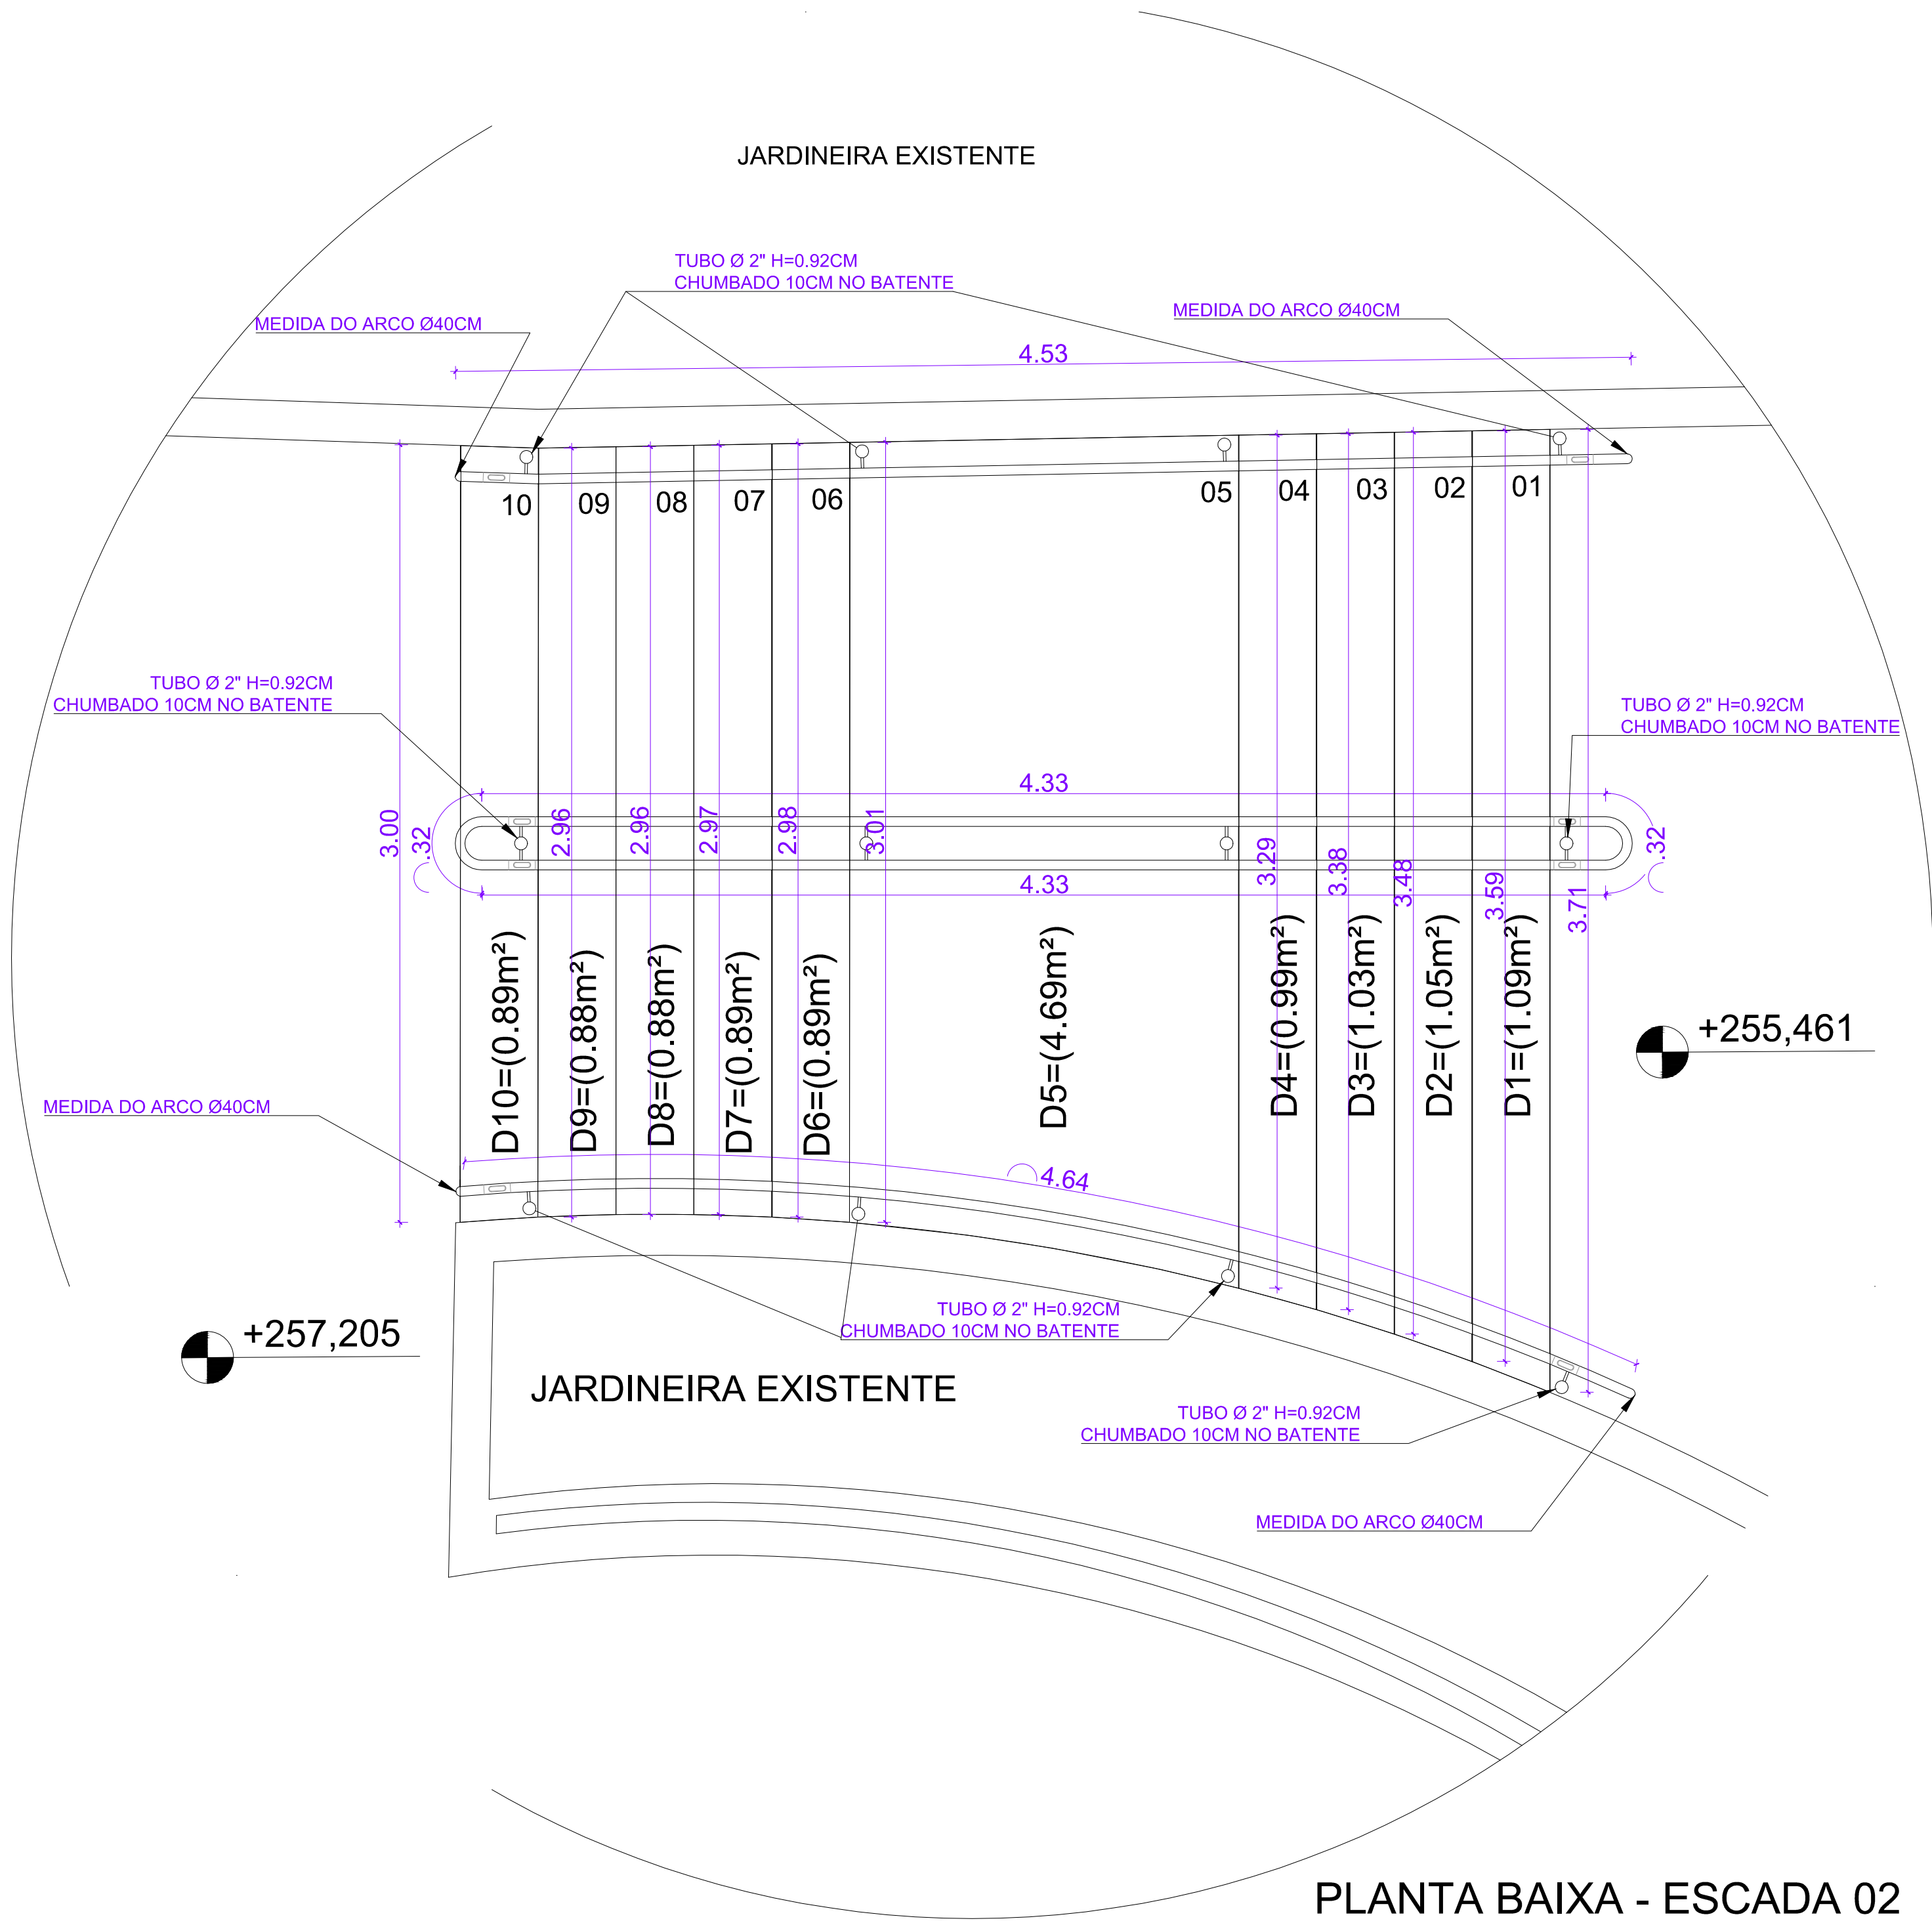 JARDINEIRA EXISTENTE
TUBO Ø 2" H=0.92CM
CHUMBADO 10CM NO BATENTE
MEDIDA DO ARCO Ø40CM
MEDIDA DO ARCO Ø40CM
4.53
10
09
08
07
06
05
04
03
02
01
TUBO Ø 2" H=0.92CM
CHUMBADO 10CM NO BATENTE
TUBO Ø 2" H=0.92CM
CHUMBADO 10CM NO BATENTE
4.33
3.00
.32
2.96
2.96
2.97
2.98
3.01
3.29
3.38
3.48
3.59
3.71
.32
4.33
D10=(0.89m²)
D9=(0.88m²)
D8=(0.88m²)
D7=(0.89m²)
D6=(0.89m²)
D5=(4.69m²)
D4=(0.99m²)
D3=(1.03m²)
D2=(1.05m²)
D1=(1.09m²)
+255,461
MEDIDA DO ARCO Ø40CM
4.64
+257,205
TUBO Ø 2" H=0.92CM
CHUMBADO 10CM NO BATENTE
JARDINEIRA EXISTENTE
TUBO Ø 2" H=0.92CM
CHUMBADO 10CM NO BATENTE
MEDIDA DO ARCO Ø40CM
PLANTA BAIXA - ESCADA 02